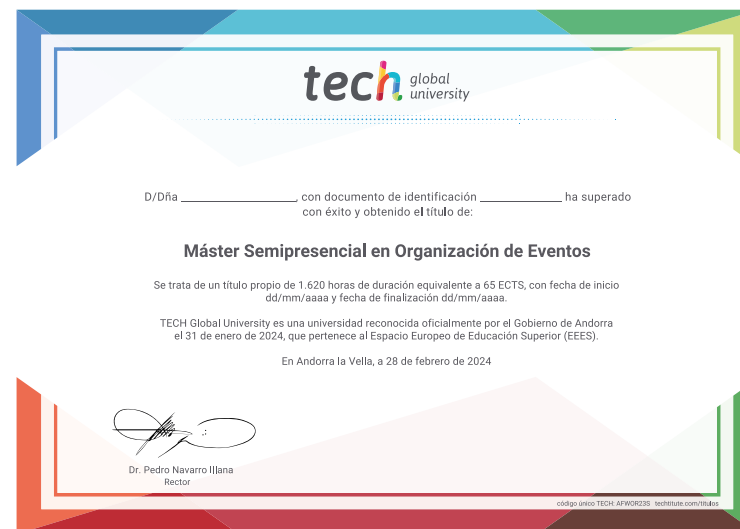 tech global
university
D/Dña ______________, con documento de identificación __________ ha superado
con éxito y obtenido el título de:
Máster Semipresencial en Organización de Eventos
Se trata de un título propio de 1.620 horas de duración equivalente a 65 ECTS, con fecha de inicio
dd/mm/aaaa y fecha de finalización dd/mm/aaaa.
TECH Global University es una universidad reconocida oficialmente por el Gobierno de Andorra
el 31 de enero de 2024, que pertenece al Espacio Europeo de Educación Superior (EEES).
En Andorra la Vella, a 28 de febrero de 2024
Dr. Pedro Navarro Illana
Rector
código único TECH: AFWOR23S techtitute.com/titulos